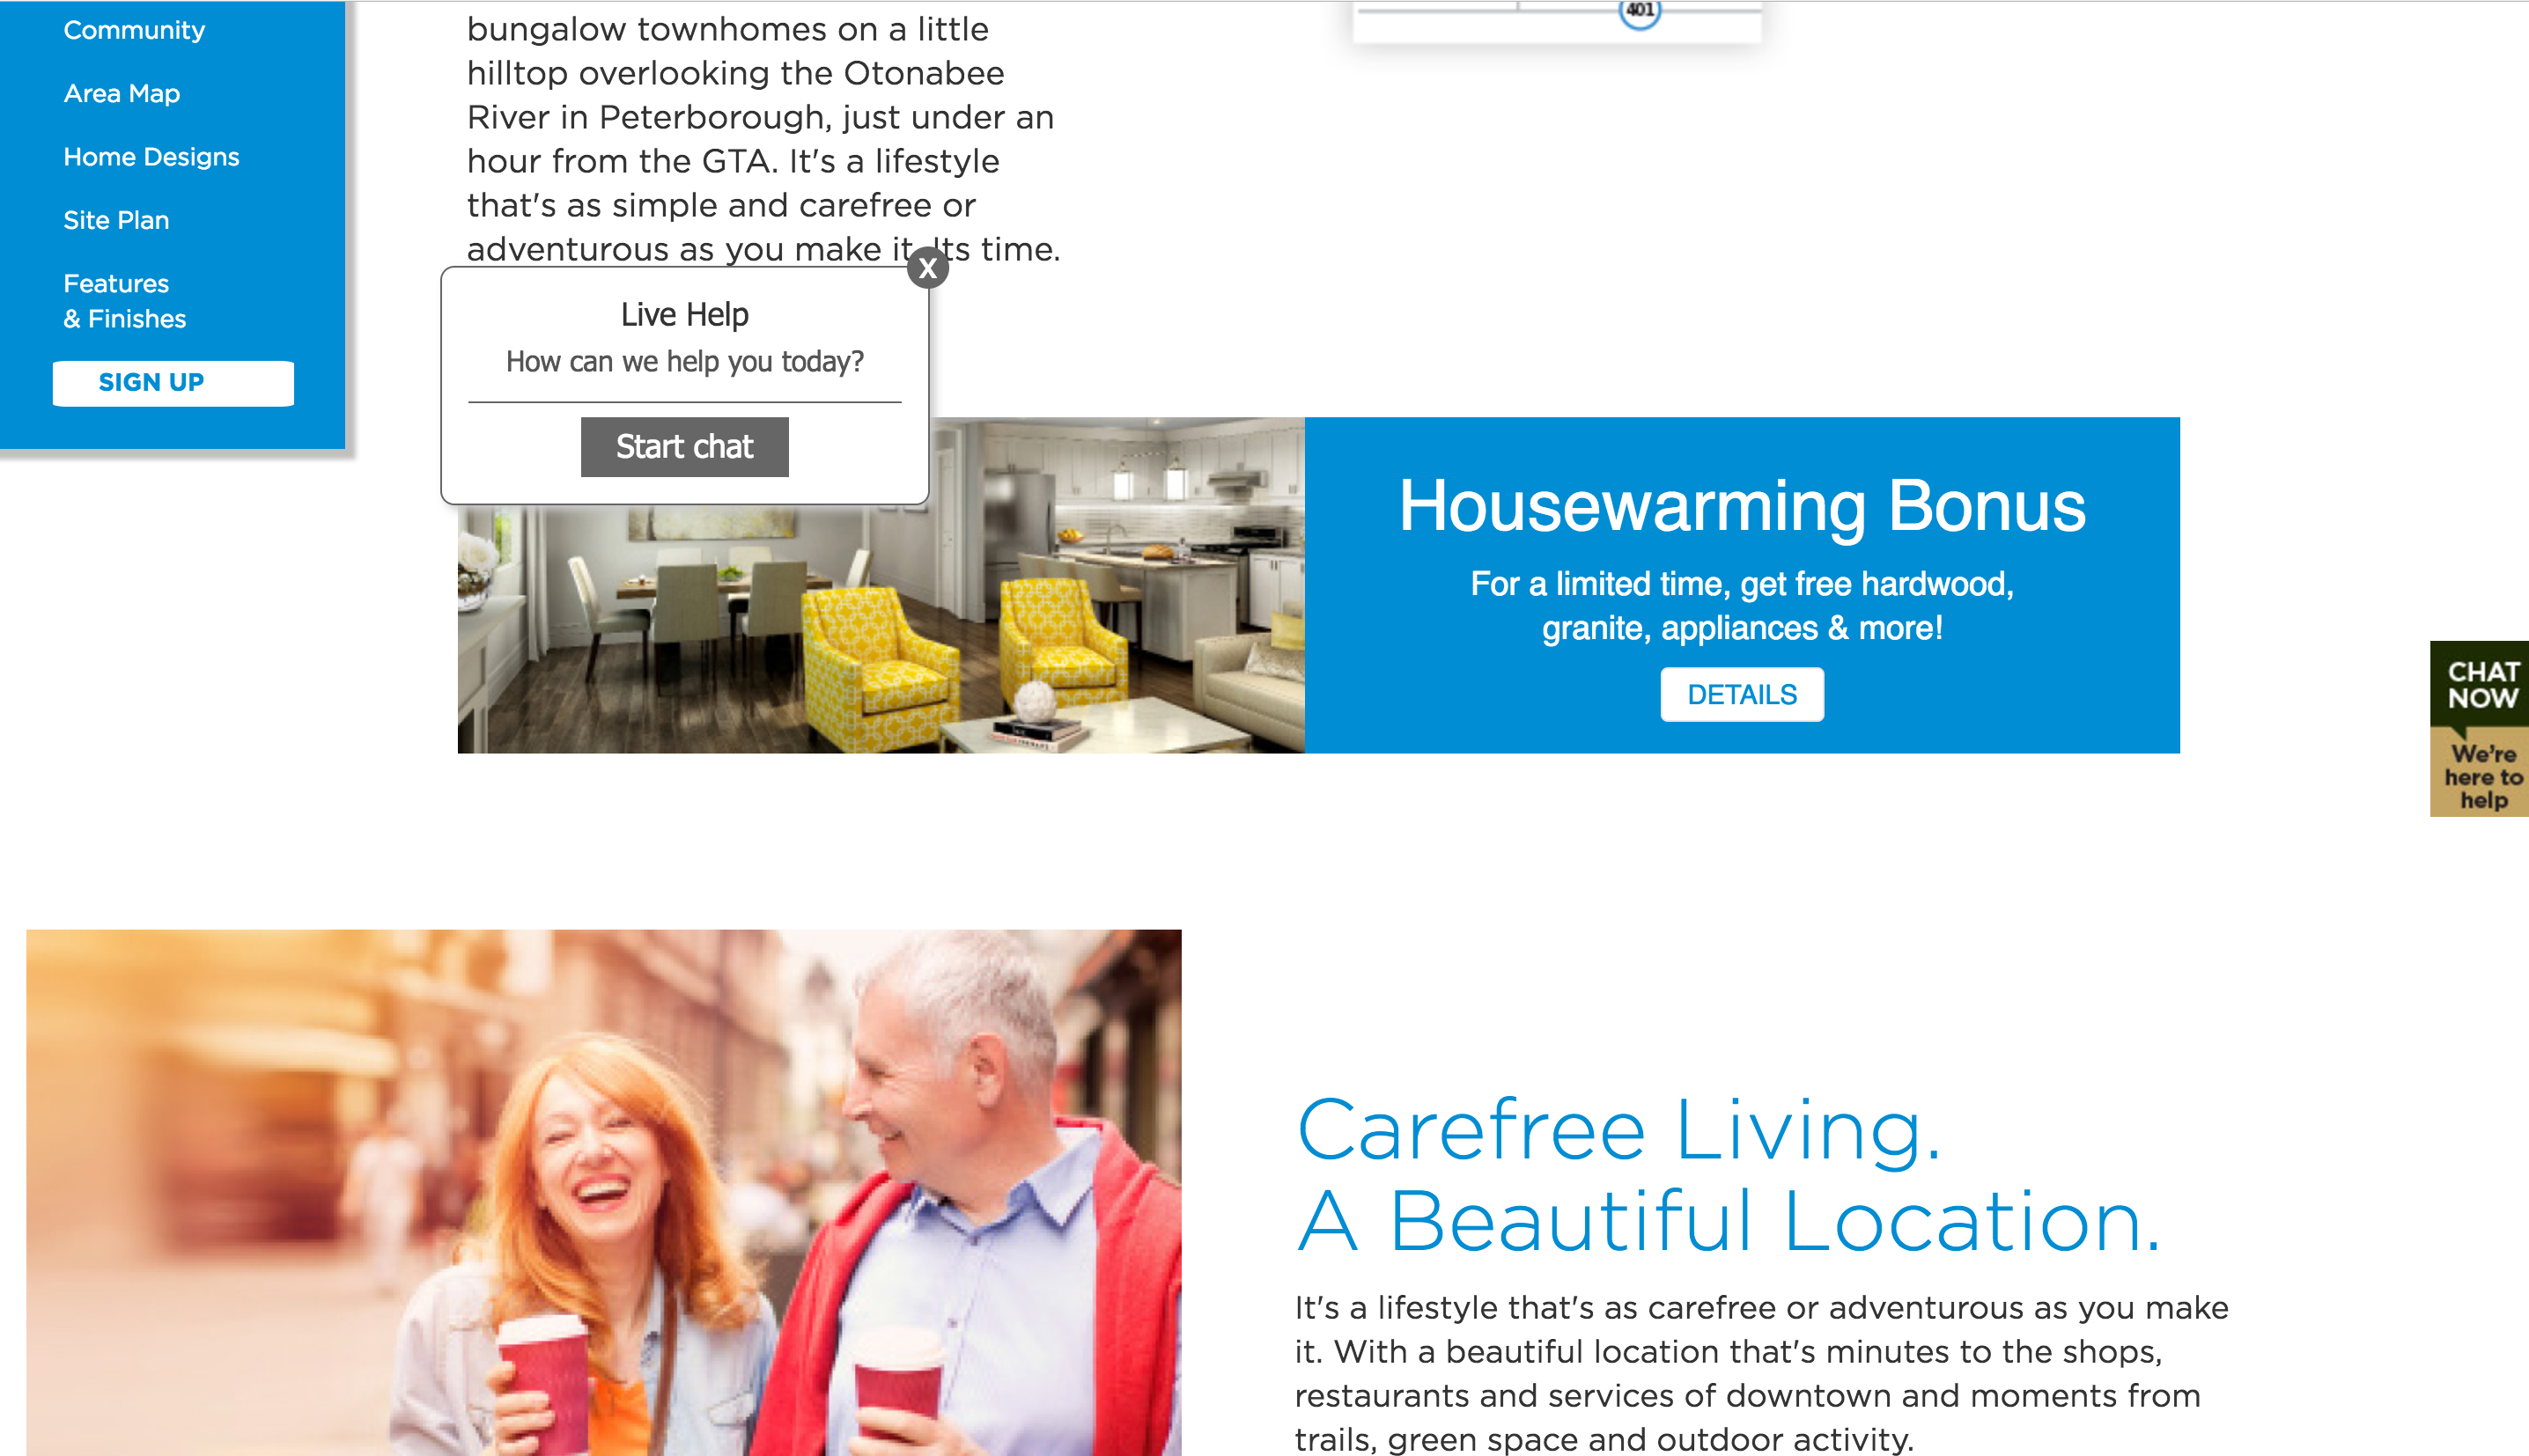 Community
Area Map
Home Designs
Site Plan
Features
& Finishes
SIGN UP
bungalow townhomes on a little
hilltop overlooking the Otonabee
River in Peterborough, just under an
hour from the GTA. It's a lifestyle
that's as simple and carefree or
adventurous as you make it. Its time.
401
X
Live Help
How can we help you today?
Start chat
Housewarming Bonus
For a limited time, get free hardwood,
granite, appliances & more!
DETAILS
CHAT
NOW
We're
here to
help
Carefree Living.
A Beautiful Location.
It's a lifestyle that's as carefree or adventurous as you make
it. With a beautiful location that's minutes to the shops,
restaurants and services of downtown and moments from
trails, green space and outdoor activity.